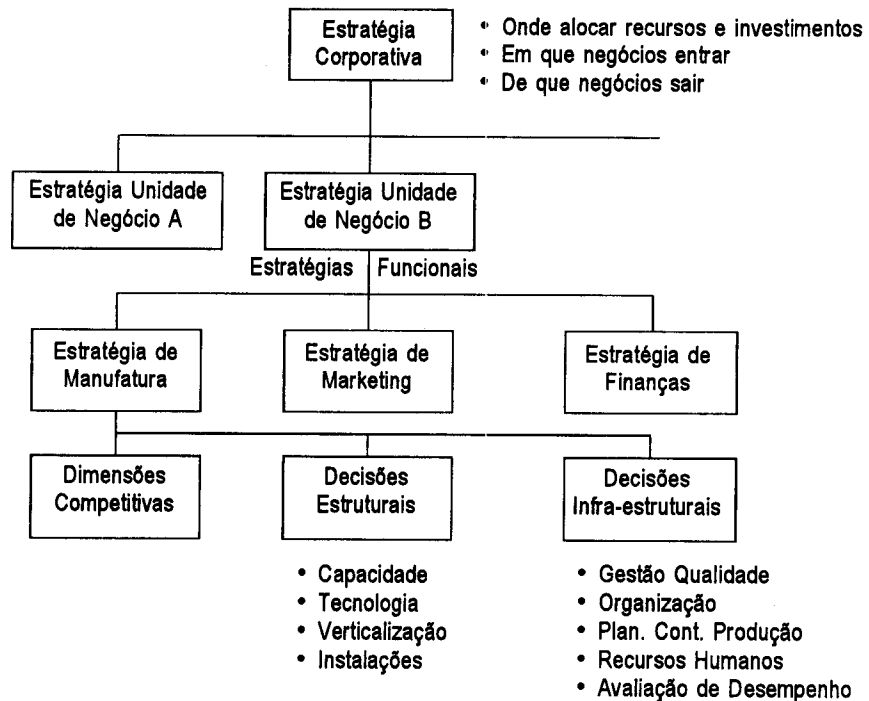 Estratégia
Corporativa
• Onde alocar recursos e investimentos
• Em que negócios entrar
• De que negócios sair
Estratégia Unidade
de Negócio A
Estratégia Unidade
de Negócio B
Estratégias Funcionais
Estratégia de
Manufatura
Estratégia de
Marketing
Estratégia de
Finanças
Dimensões
Competitivas
Decisões
Estruturais
Decisões
Infra-estruturais
• Capacidade
• Tecnologia
• Verticalização
• Instalações
• Gestão Qualidade
• Organização
• Plan. Cont. Produção
• Recursos Humanos
• Avaliação de Desempenho